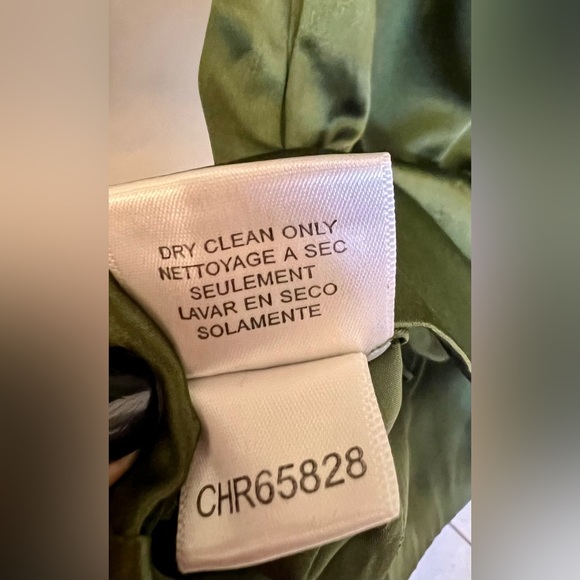 DRY CLEAN ONLY
NETTOYAGE A SEC
SEULEMENT
LAVAR EN SECO
SOLAMENTE
CHR65828